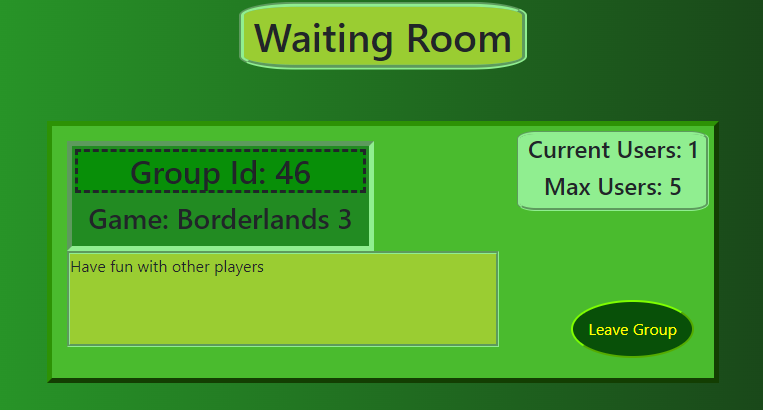 Waiting Room
Group Id: 46
Game: Borderlands 3
Current Users: 1
Max Users: 5
Have fun with other players
Leave Group